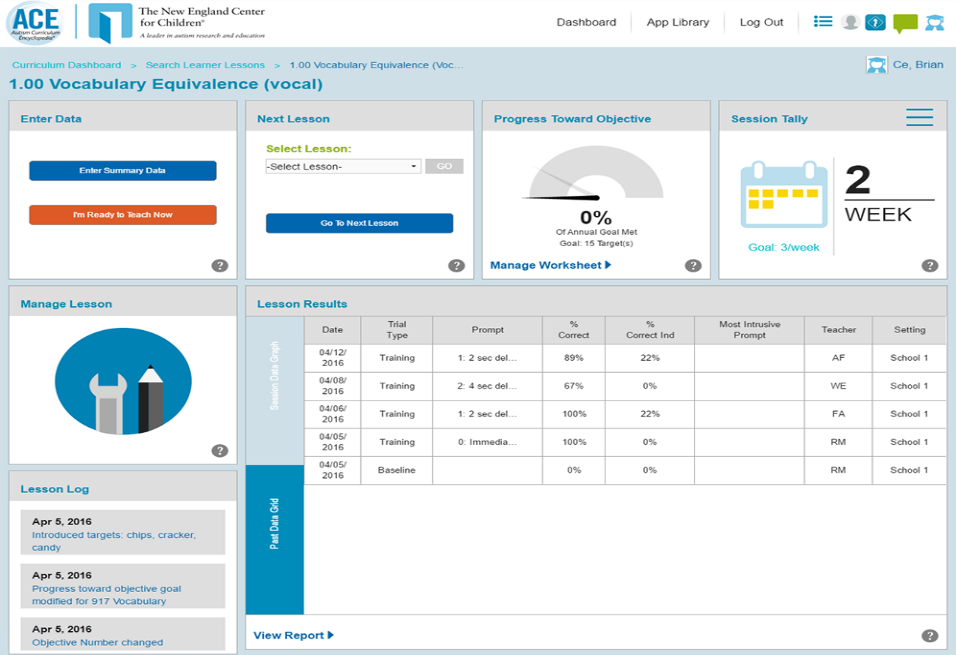 ACE
Autism Curriculum
Encyclopedia®
The New England Center
for Children®
A leader in autism research and education
Dashboard
App Library
Log Out
Curriculum Dashboard > Search Learner Lessons > 1.00 Vocabulary Equivalence (Voc...
Ce, Brian
1.00 Vocabulary Equivalence (vocal)
Enter Data
Enter Summary Data
I'm Ready to Teach Now
?
Next Lesson
Select Lesson:
-Select Lesson-
GO
Go To Next Lesson
?
Progress Toward Objective
0%
Of Annual Goal Met
Goal: 15 Target(s)
Manage Worksheet
?
Session Tally
2
WEEK
Goal: 3/week
?
Manage Lesson
?
Lesson Log
Apr 5, 2016
Introduced targets: chips, cracker,
candy
Apr 5, 2016
Progress toward objective goal
modified for 917 Vocabulary
Apr 5, 2016
Objective Number changed
Lesson Results
Session Data Graph
Past Data Grid
Date Trial Type Prompt % Correct % Correct Ind Most Intrusive Prompt Teacher Setting
04/12/2016 Training 1: 2 sec del... 89% 22% AF School 1
04/08/2016 Training 2: 4 sec del... 67% 0% WE School 1
04/06/2016 Training 1: 2 sec del... 100% 22% FA School 1
04/05/2016 Training 0: Immedia... 100% 0% RM School 1
04/05/2016 Baseline 0% 0% RM School 1
View Report
?